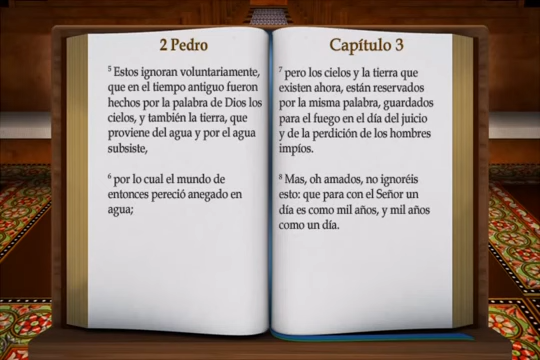 2 Pedro
⁵ Estos ignoran voluntariamente,
que en el tiempo antiguo fueron
hechos por la palabra de Dios los
cielos, y también la tierra, que
proviene del agua y por el agua
subsiste,
⁶ por lo cual el mundo de
entonces pereció anegado en
agua;
Capítulo 3
⁷ pero los cielos y la tierra que
existen ahora, están reservados
por la misma palabra, guardados
para el fuego en el día del juicio
y de la perdición de los hombres
impíos.
⁸ Mas, oh amados, no ignoréis
esto: que para con el Señor un
día es como mil años, y mil años
como un día.